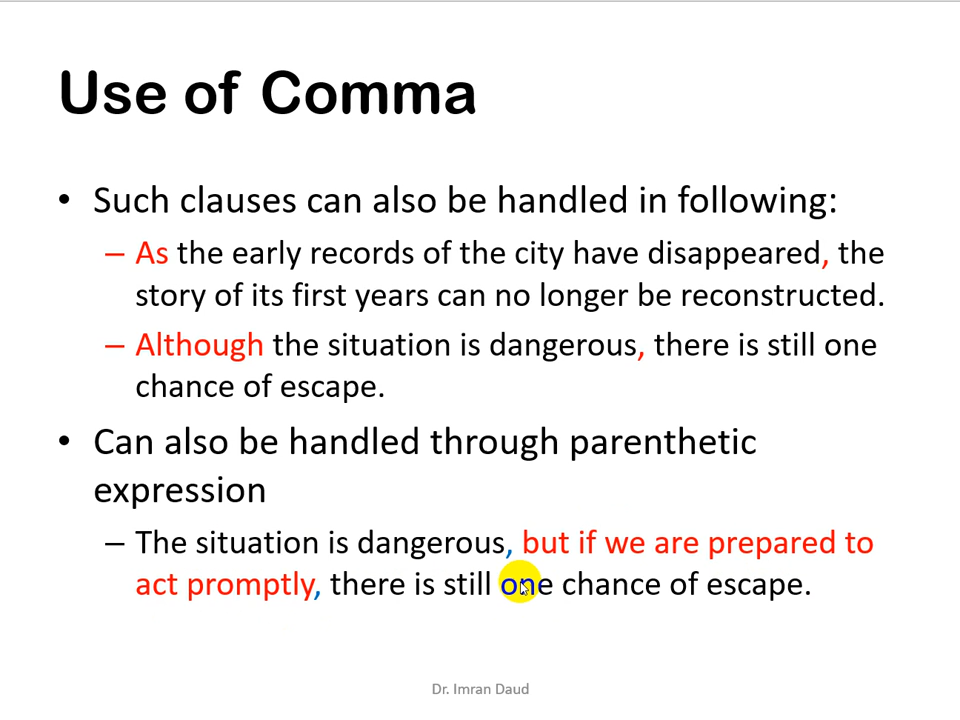 Use of Comma
• Such clauses can also be handled in following:
– As the early records of the city have disappeared, the
story of its first years can no longer be reconstructed.
– Although the situation is dangerous, there is still one
chance of escape.
• Can also be handled through parenthetic
expression
– The situation is dangerous, but if we are prepared to
act promptly, there is still one chance of escape.
Dr. Imran Daud